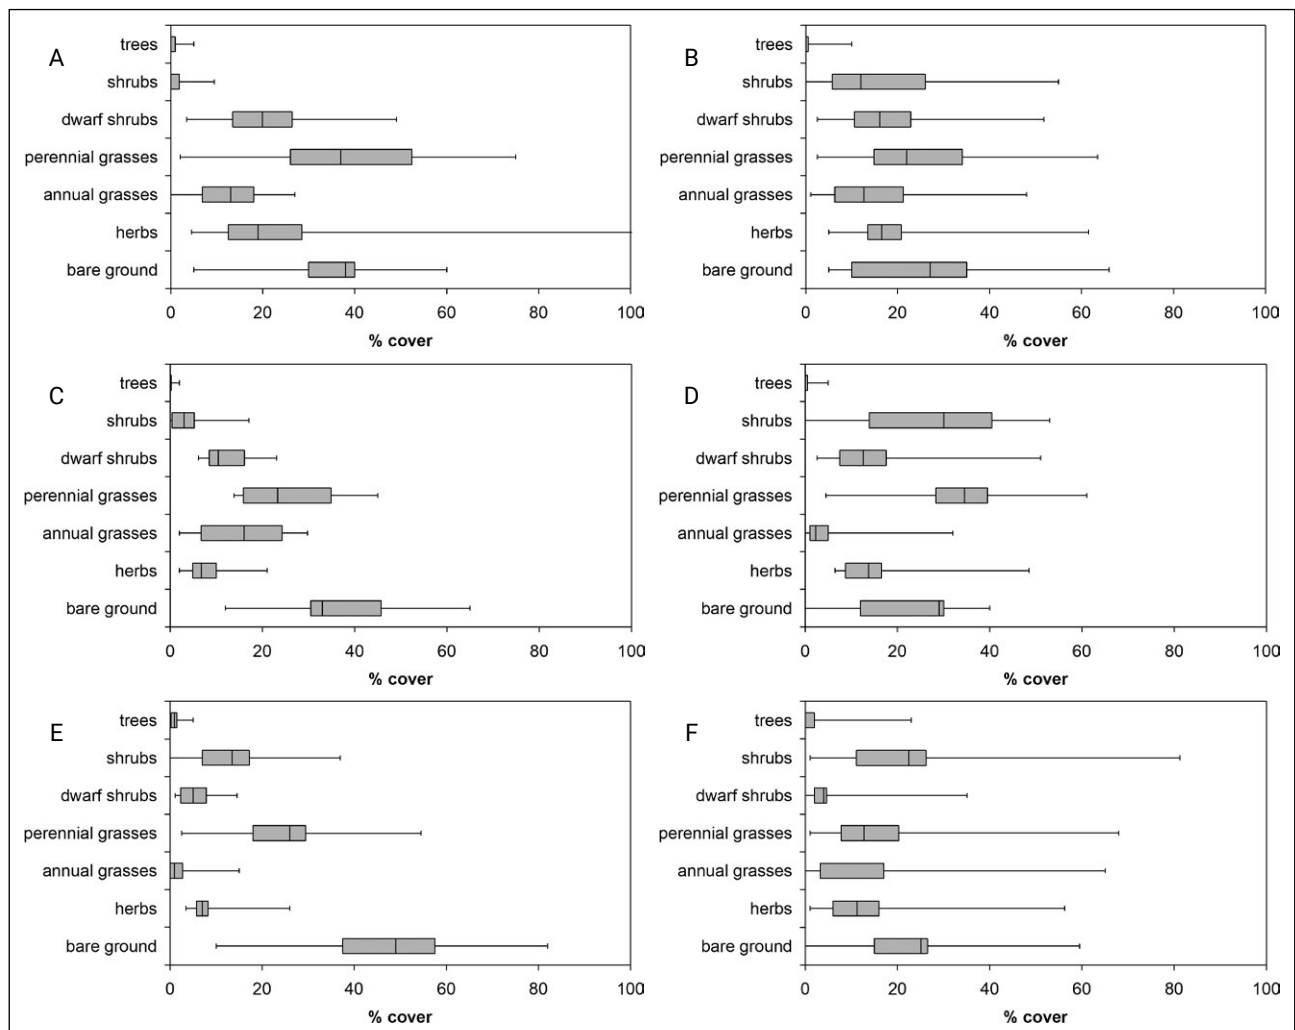 A
trees
shrubs
dwarf shrubs
perennial grasses
annual grasses
herbs
bare ground
0 20 40 60 80 100
% cover
B
trees
shrubs
dwarf shrubs
perennial grasses
annual grasses
herbs
bare ground
0 20 40 60 80 100
% cover
C
trees
shrubs
dwarf shrubs
perennial grasses
annual grasses
herbs
bare ground
0 20 40 60 80 100
% cover
D
trees
shrubs
dwarf shrubs
perennial grasses
annual grasses
herbs
bare ground
0 20 40 60 80 100
% cover
E
trees
shrubs
dwarf shrubs
perennial grasses
annual grasses
herbs
bare ground
0 20 40 60 80 100
% cover
F
trees
shrubs
dwarf shrubs
perennial grasses
annual grasses
herbs
bare ground
0 20 40 60 80 100
% cover